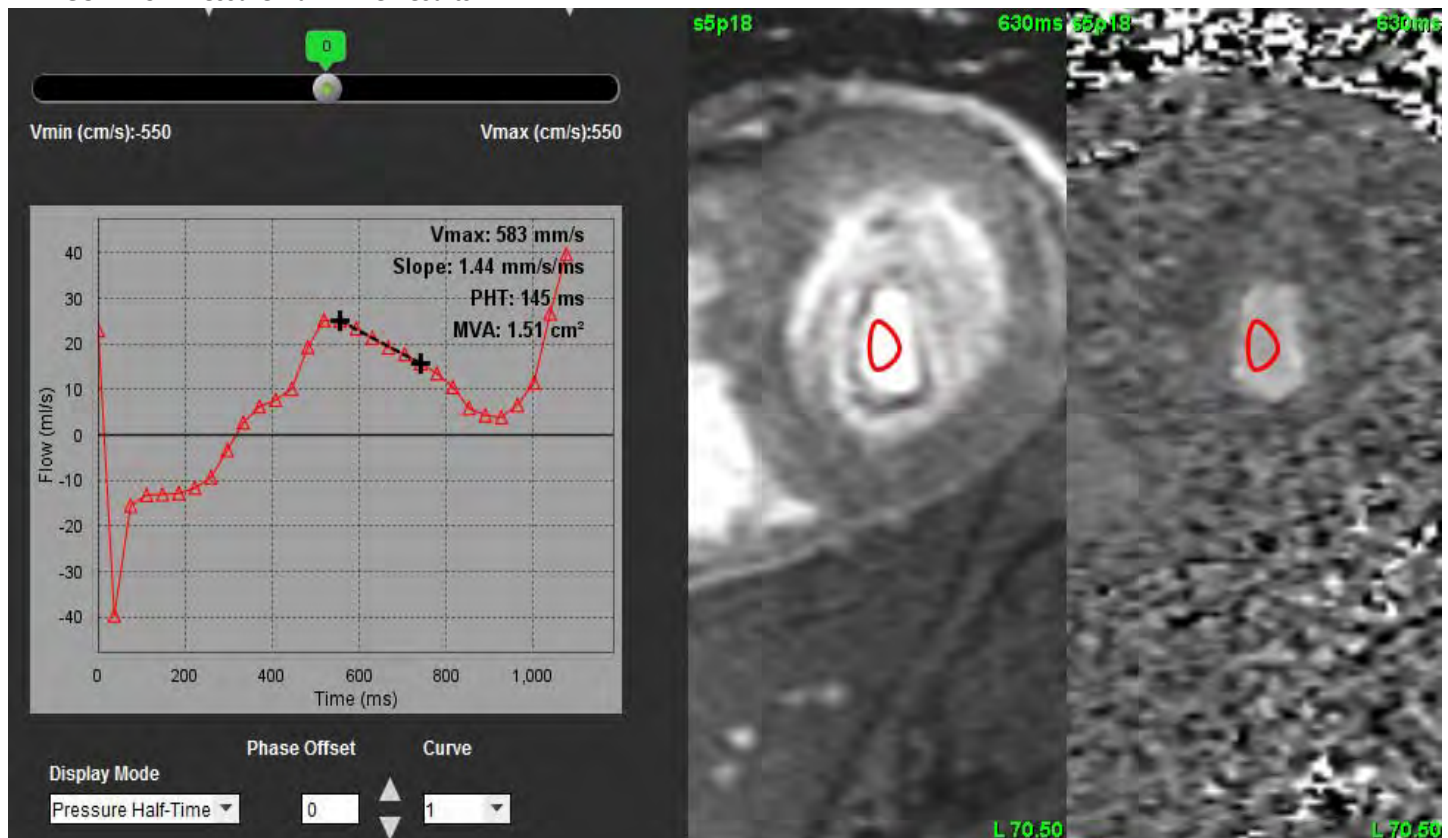 0
Vmin (cm/s):-550
Vmax (cm/s):550
Vmax: 583 mm/s
Slope: 1.44 mm/s/ms
PHT: 145 ms
MVA: 1.51 cm²
40
30
20
10
0
-10
-20
-30
-40
Flow (ml/s)
0 200 400 600 800 1,000
Time (ms)
Phase Offset
Curve
Display Mode
Pressure Half-Time
0
1
s5p18
630ms
L 70.50
s5p18
630ms
L 70.50